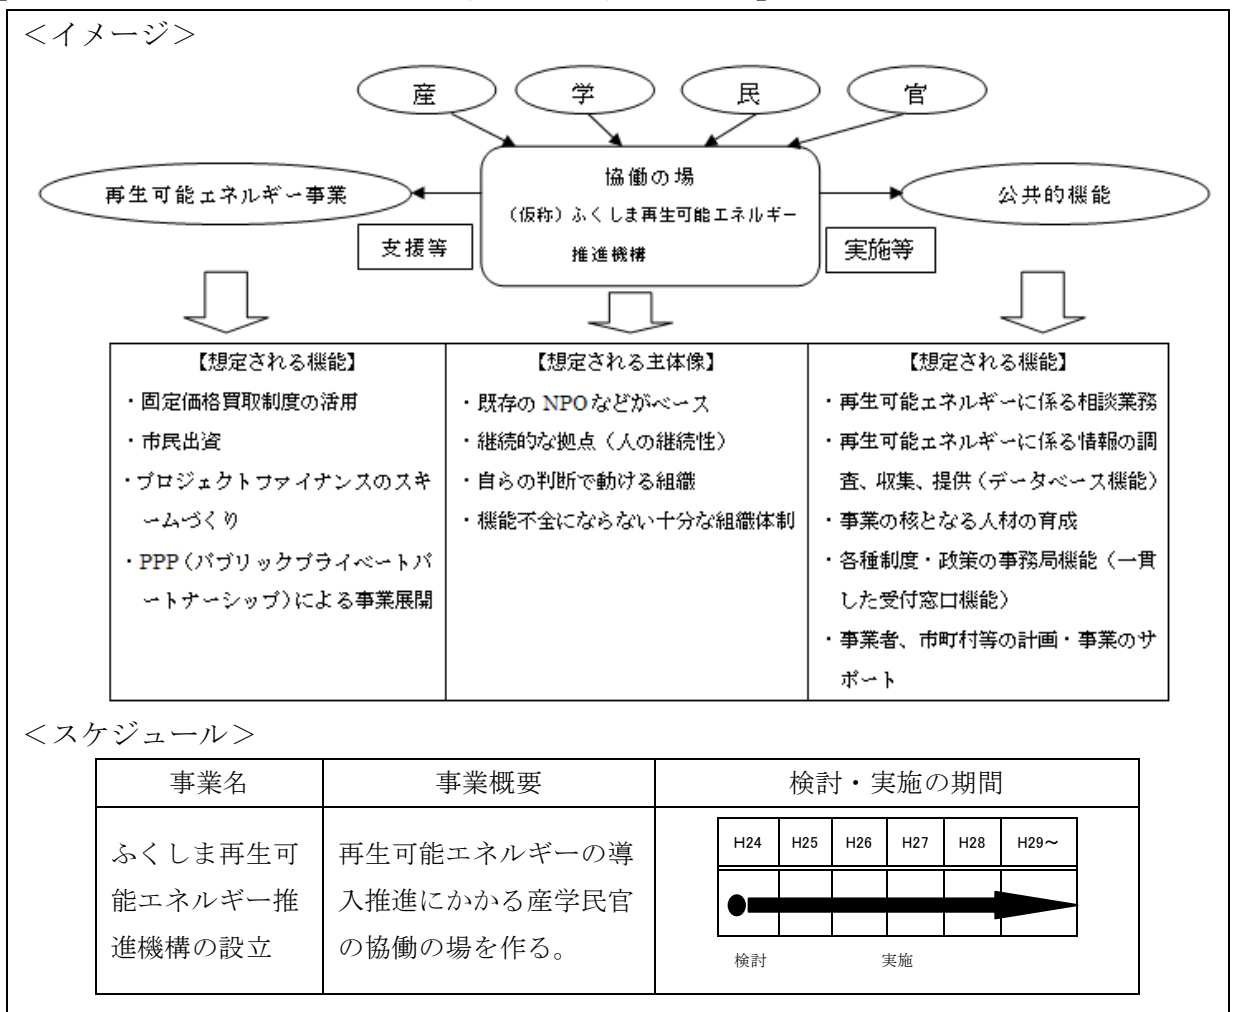 ＜イメージ＞
産
学
民
官
協働の場
（仮称）ふくしま再生可能エネルギー
推進機構
再生可能エネルギー事業
公共的機能
支援等
実施等
【想定される機能】
・固定価格買取制度の活用
・市民出資
・プロジェクトファイナンスのスキ
ームづくり
・PPP（パブリックプライベートパ
ートナーシップ）による事業展開
【想定される主体像】
・既存の NPO などがベース
・継続的な拠点（人の継続性）
・自らの判断で動ける組織
・機能不全にならない十分な組織体制
【想定される機能】
・再生可能エネルギーに係る相談業務
・再生可能エネルギーに係る情報の調
査、収集、提供（データベース機能）
・事業の核となる人材の育成
・各種制度・政策の事務局機能（一貫
した受付窓口機能）
・事業者、市町村等の計画・事業のサ
ポート
＜スケジュール＞
事業名
事業概要
検討・実施の期間
ふくしま再生可
能エネルギー推
進機構の設立
再生可能エネルギーの導
入推進にかかる産学民官
の協働の場を作る。
H24 H25 H26 H27 H28 H29～
検討 実施